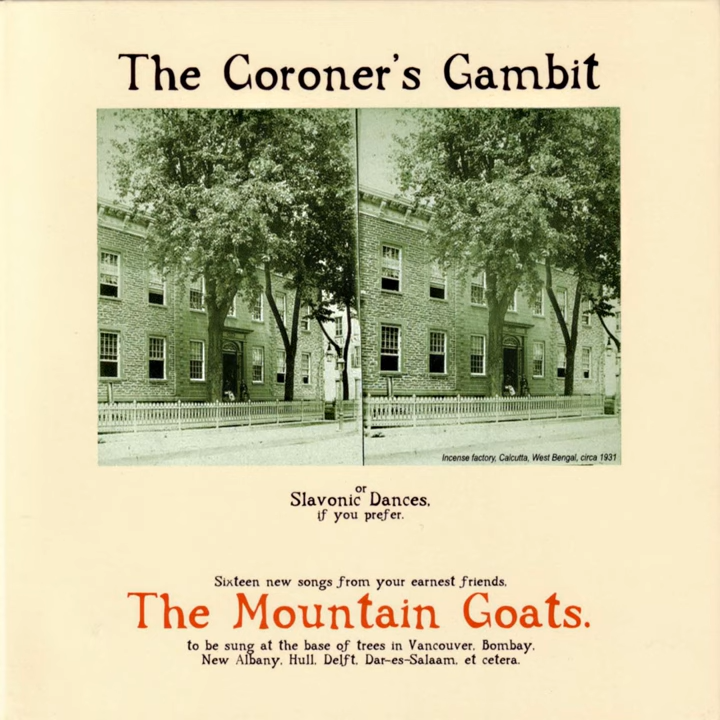 The Coroner's Gambit
Incense factory, Calcutta, West Bengal, circa 1931
or
Slavonic Dances,
if you prefer.
Sixteen new songs from your earnest friends,
The Mountain Goats.
to be sung at the base of trees in Vancouver, Bombay,
New Albany, Hull, Delft, Dar-es-Salaam, et cetera.